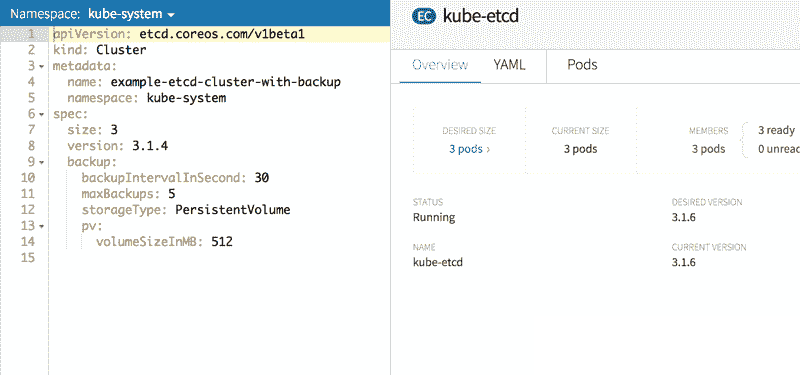 Namespace: kube-system
1 apiVersion: etcd.coreos.com/v1beta1
2 kind: Cluster
3 metadata:
4 name: example-etcd-cluster-with-backup
5 namespace: kube-system
6 spec:
7 size: 3
8 version: 3.1.4
9 backup:
10 backupIntervalInSecond: 30
11 maxBackups: 5
12 storageType: PersistentVolume
13 pv:
14 volumeSizeInMB: 512
15
EC kube-etcd
Overview YAML Pods
DESIRED SIZE CURRENT SIZE MEMBERS 3 ready
3 pods › 3 pods 3 pods 0 unread
STATUS DESIRED VERSION
Running 3.1.6
NAME CURRENT VERSION
kube-etcd 3.1.6